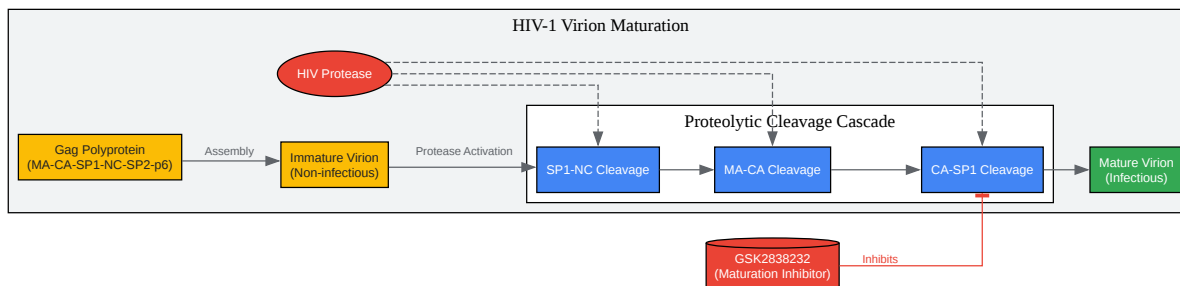 HIV-1 Virion Maturation
HIV Protease
Proteolytic Cleavage Cascade
Gag Polyprotein
(MA-CA-SP1-NC-SP2-p6)
Assembly
Immature Virion
(Non-infectious)
Protease Activation
SP1-NC Cleavage
MA-CA Cleavage
CA-SP1 Cleavage
Mature Virion
(Infectious)
GSK2838232
(Maturation Inhibitor)
Inhibits